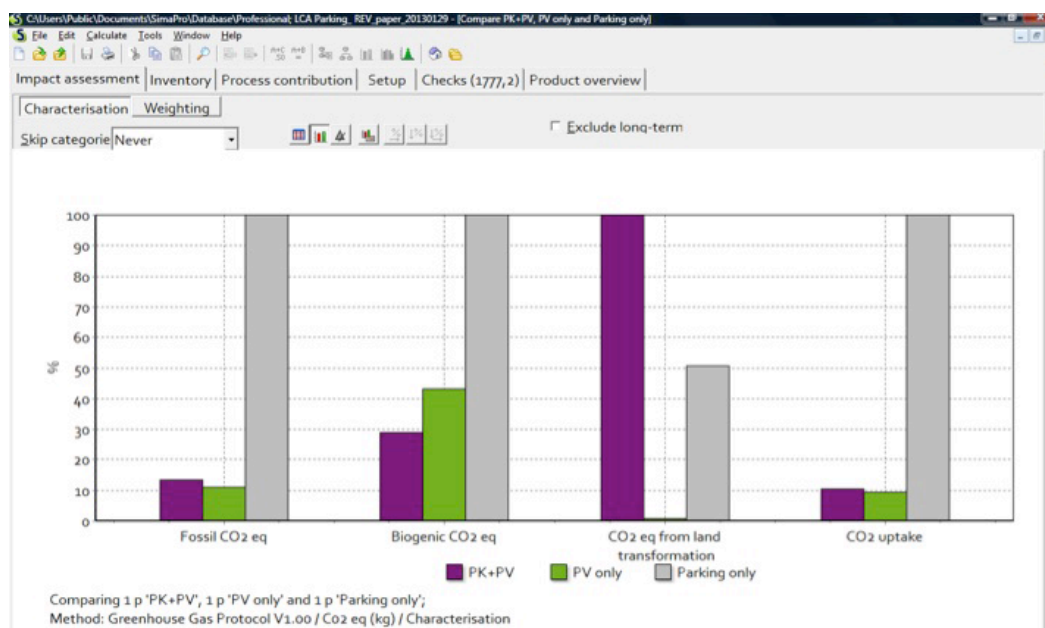 C:\Users\Public\Documents\SimaPro\Database\Professional; LCA Parking_ REV_paper_20130129 - [Compare PK+PV, PV only and Parking only]
File Edit Calculate Tools Window Help
Impact assessment Inventory Process contribution Setup Checks (1777,2) Product overview
Characterisation Weighting
Skip categorie Never Exclude long-term
100
90
80
70
60
50
40
30
20
10
0
%
Fossil CO2 eq Biogenic CO2 eq CO2 eq from land transformation CO2 uptake
PK+PV PV only Parking only
Comparing 1 p 'PK+PV', 1 p 'PV only' and 1 p 'Parking only';
Method: Greenhouse Gas Protocol V1.00 / CO2 eq (kg) / Characterisation